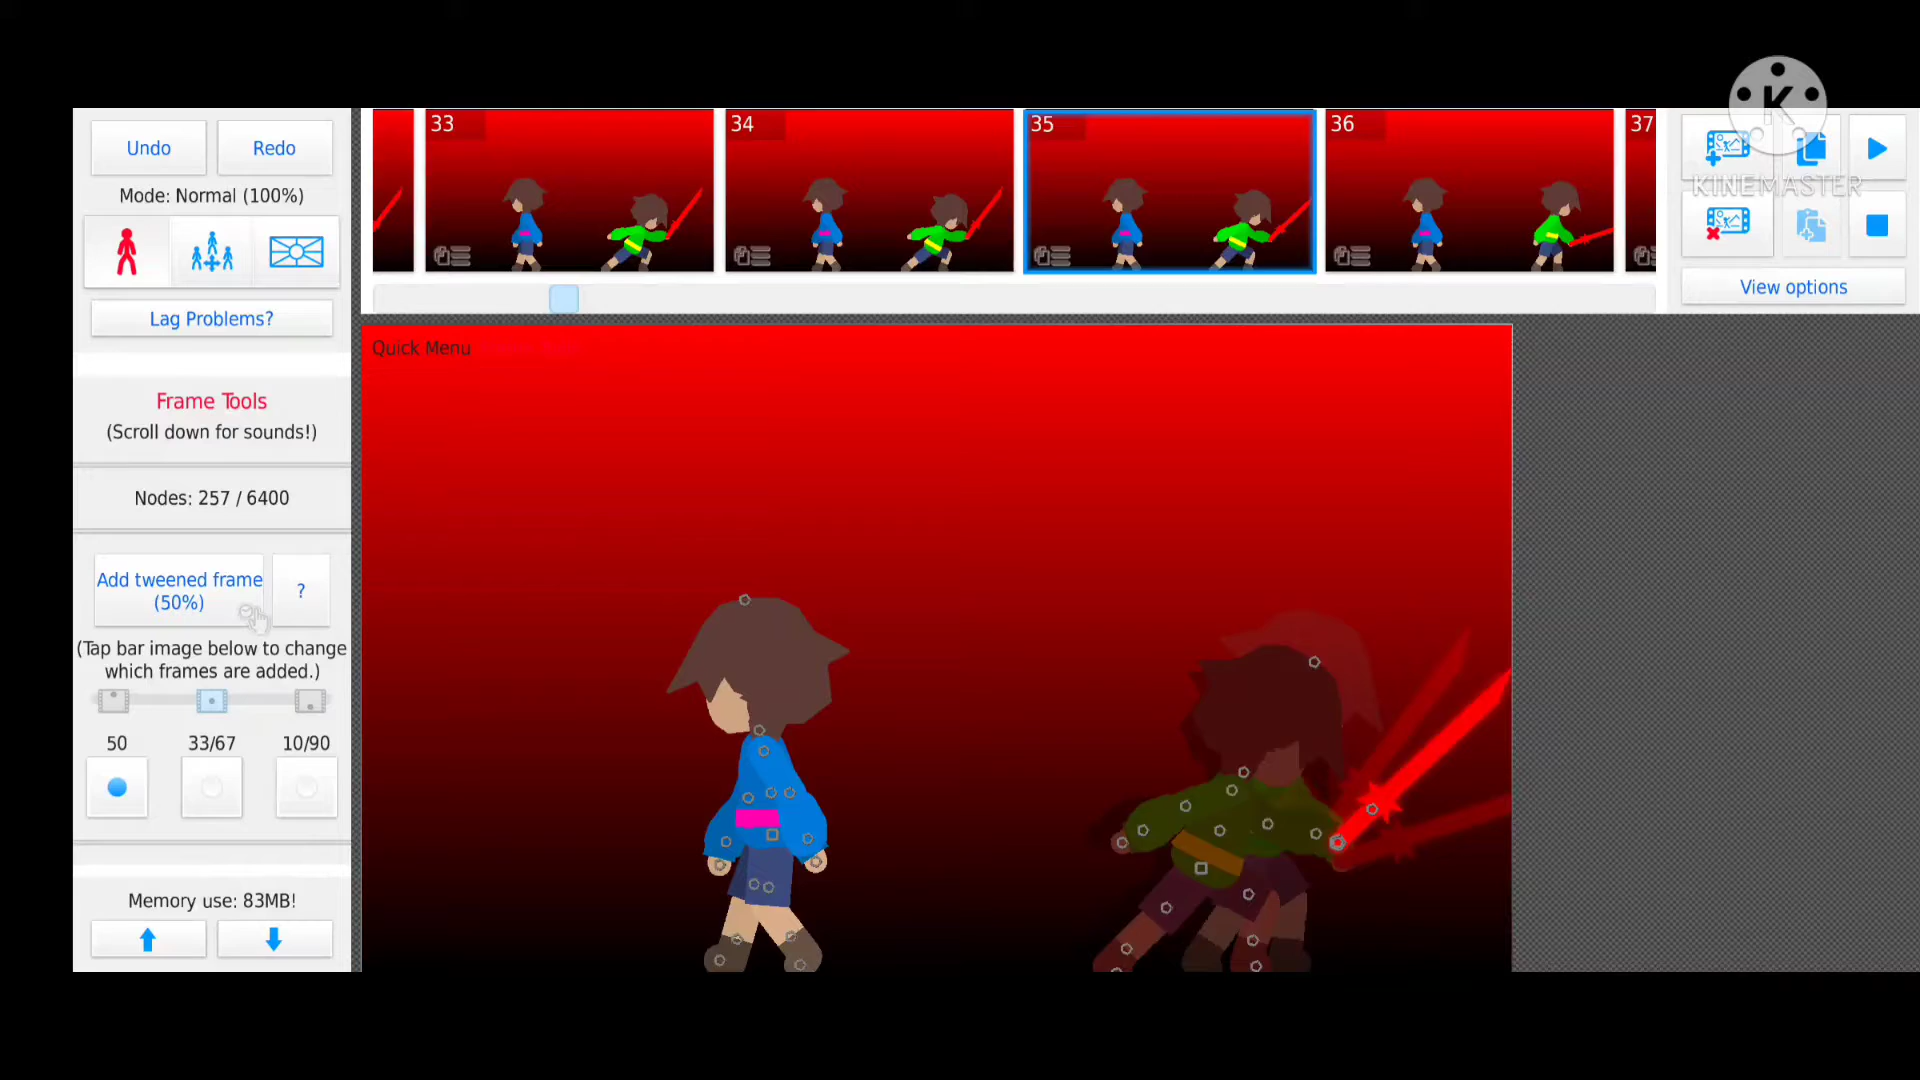 Undo
Redo
Mode: Normal (100%)
Lag Problems?
Frame Tools
(Scroll down for sounds!)
Nodes: 257 / 6400
Add tweened frame
(50%)
?
(Tap bar image below to change
which frames are added.)
50
33/67
10/90
Memory use: 83MB!
33
34
35
36
37
Quick Menu
K
KINEMASTER
View options